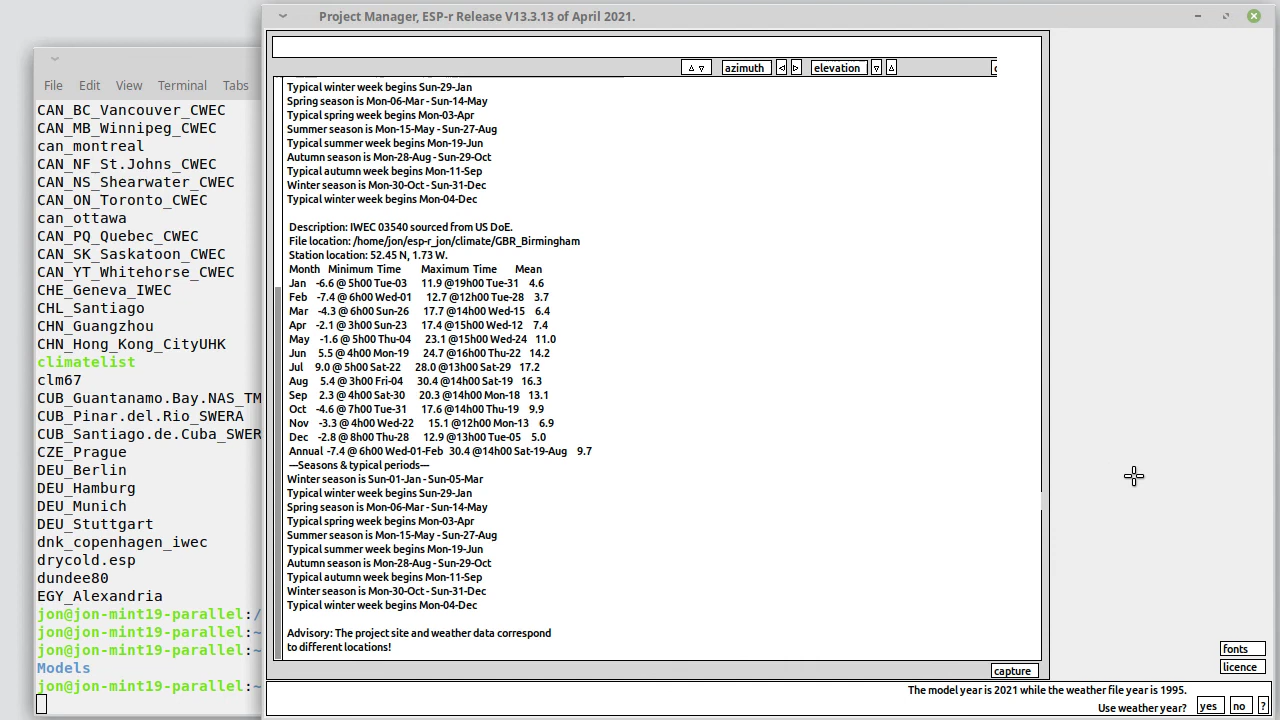 Project Manager, ESP-r Release V13.3.13 of April 2021.
File Edit View Terminal Tabs
CAN_BC_Vancouver_CWEC
CAN_MB_Winnipeg_CWEC
can_montreal
CAN_NF_St.Johns_CWEC
CAN_NS_Shearwater_CWEC
CAN_ON_Toronto_CWEC
can_ottawa
CAN_PQ_Quebec_CWEC
CAN_SK_Saskatoon_CWEC
CAN_YT_Whitehorse_CWEC
CHE_Geneva_IWEC
CHL_Santiago
CHN_Guangzhou
CHN_Hong_Kong_CityUHK
climatelist
clm67
CUB_Guantanamo.Bay.NAS_TM
CUB_Pinar.del.Rio_SWERA
CUB_Santiago.de.Cuba_SWER
CZE_Prague
DEU_Berlin
DEU_Hamburg
DEU_Munich
DEU_Stuttgart
dnk_copenhagen_iwec
drycold.esp
dundee80
EGY_Alexandria
jon@jon-mint19-parallel:/
jon@jon-mint19-parallel:~
jon@jon-mint19-parallel:~
Models
jon@jon-mint19-parallel:~
azimuth elevation
Typical winter week begins Sun-29-Jan
Spring season is Mon-06-Mar - Sun-14-May
Typical spring week begins Mon-03-Apr
Summer season is Mon-15-May - Sun-27-Aug
Typical summer week begins Mon-19-Jun
Autumn season is Mon-28-Aug - Sun-29-Oct
Typical autumn week begins Mon-11-Sep
Winter season is Mon-30-Oct - Sun-31-Dec
Typical winter week begins Mon-04-Dec
Description: IWEC 03540 sourced from US DoE.
File location: /home/jon/esp-r_jon/climate/GBR_Birmingham
Station location: 52.45 N, 1.73 W.
Month Minimum Time Maximum Time Mean
Jan -6.6 @ 5h00 Tue-03 11.9 @19h00 Tue-31 4.6
Feb -7.4 @ 6h00 Wed-01 12.7 @12h00 Tue-28 3.7
Mar -4.3 @ 6h00 Sun-26 17.7 @14h00 Wed-15 6.4
Apr -2.1 @ 3h00 Sun-23 17.4 @15h00 Wed-12 7.4
May -1.6 @ 5h00 Thu-04 23.1 @15h00 Wed-24 11.0
Jun 5.5 @ 4h00 Mon-19 24.7 @16h00 Thu-22 14.2
Jul 9.0 @ 5h00 Sat-22 28.0 @13h00 Sat-29 17.2
Aug 5.4 @ 3h00 Fri-04 30.4 @14h00 Sat-19 16.3
Sep 2.3 @ 4h00 Sat-30 20.3 @14h00 Mon-18 13.1
Oct -4.6 @ 7h00 Tue-31 17.6 @14h00 Thu-19 9.9
Nov -3.3 @ 4h00 Wed-22 15.1 @12h00 Mon-13 6.9
Dec -2.8 @ 8h00 Thu-28 12.9 @13h00 Tue-05 5.0
Annual -7.4 @ 6h00 Wed-01-Feb 30.4 @14h00 Sat-19-Aug 9.7
---Seasons & typical periods---
Winter season is Sun-01-Jan - Sun-05-Mar
Typical winter week begins Sun-29-Jan
Spring season is Mon-06-Mar - Sun-14-May
Typical spring week begins Mon-03-Apr
Summer season is Mon-15-May - Sun-27-Aug
Typical summer week begins Mon-19-Jun
Autumn season is Mon-28-Aug - Sun-29-Oct
Typical autumn week begins Mon-11-Sep
Winter season is Mon-30-Oct - Sun-31-Dec
Typical winter week begins Mon-04-Dec
Advisory: The project site and weather data correspond
to different locations!
fonts
licence
capture
The model year is 2021 while the weather file year is 1995.
Use weather year? yes no ?